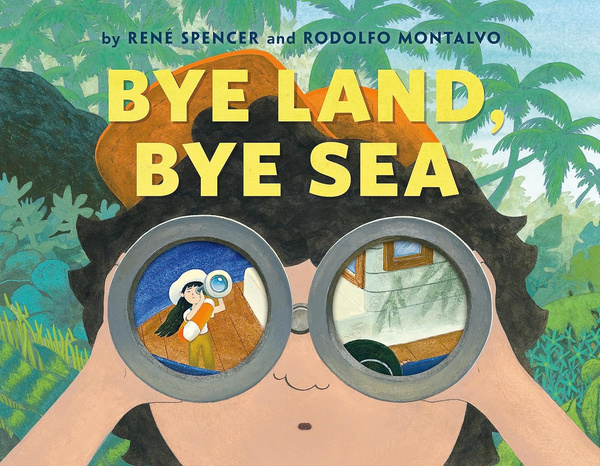 by RENÉ SPENCER and RODOLFO MONTALVO
BYE LAND,
BYE SEA